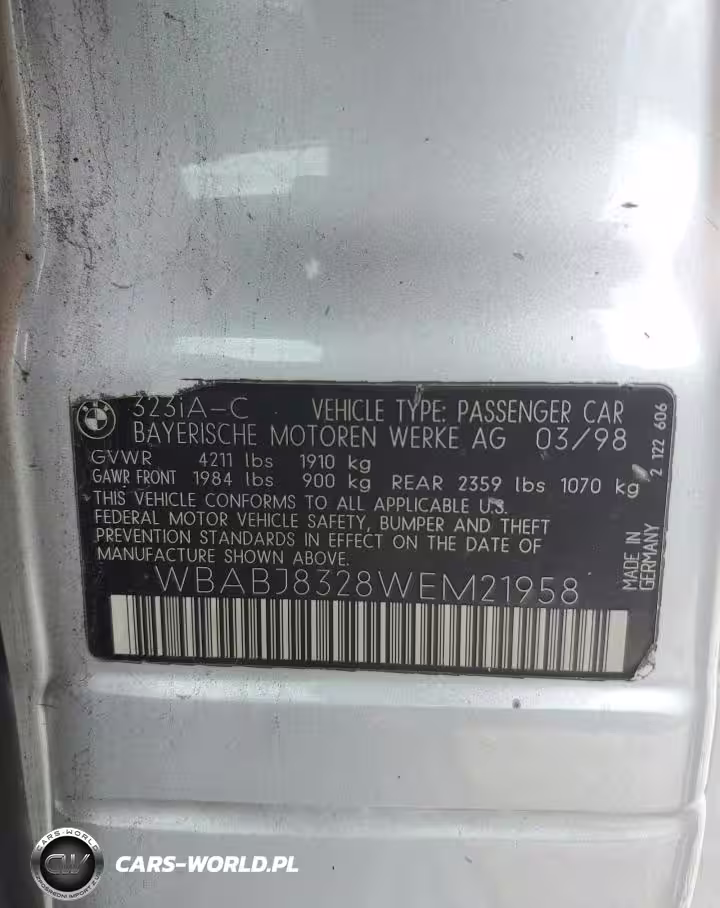 323iA-C VEHICLE TYPE: PASSENGER CAR
BAYERISCHE MOTOREN WERKE AG 03/98
GVWR 4211 lbs 1910 kg
GAWR FRONT 1984 lbs 900 kg REAR 2359 lbs 1070 kg
THIS VEHICLE CONFORMS TO ALL APPLICABLE U.S.
FEDERAL MOTOR VEHICLE SAFETY, BUMPER AND THEFT
PREVENTION STANDARDS IN EFFECT ON THE DATE OF
MANUFACTURE SHOWN ABOVE.
WBABJ8328WEM21958
2 122 606
MADE IN
GERMANY
CARS-WORLD
CW
CARS-WORLD.PL